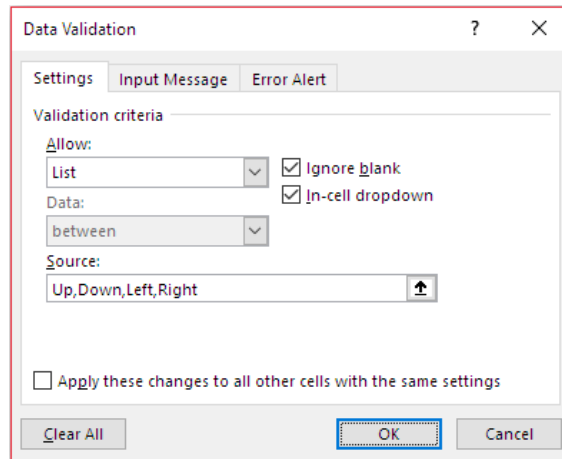 Data Validation ?
Settings Input Message Error Alert
Validation criteria
Allow:
List
Ignore blank
Data:
In-cell dropdown
between
Source:
Up,Down,Left,Right
Apply these changes to all other cells with the same settings
Clear All OK Cancel